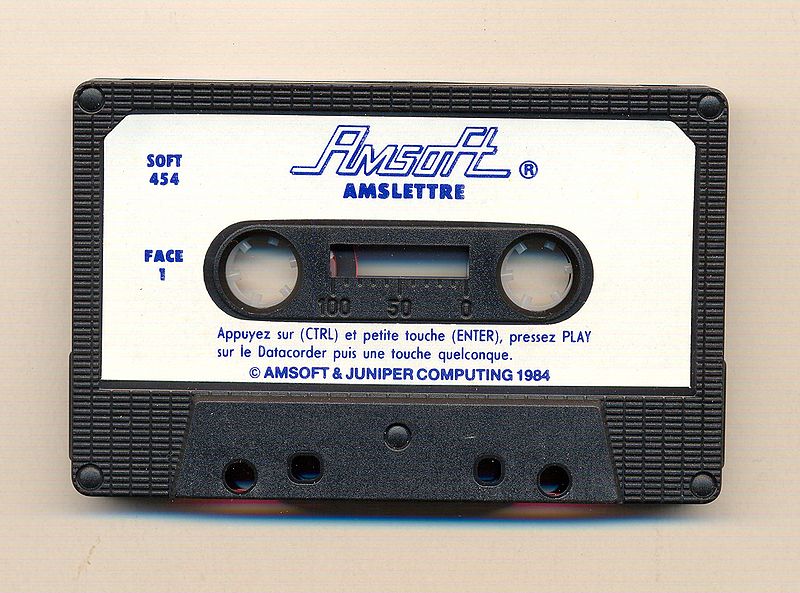 Amsoft ®
AMSLETTRE
SOFT
454
FACE
1
100 50 0
Appuyez sur (CTRL) et petite touche (ENTER), pressez PLAY
sur le Datacorder puis une touche quelconque.
© AMSOFT & JUNIPER COMPUTING 1984